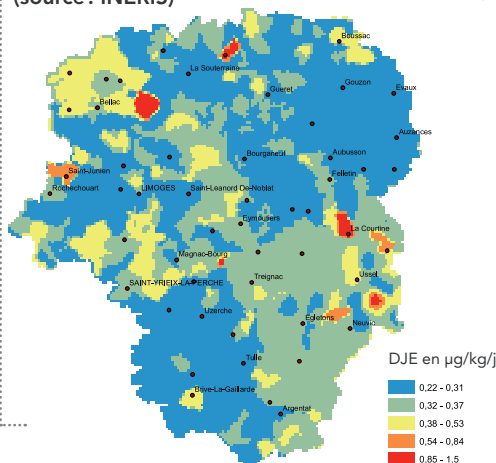 (source : INERIS)
Boussac
La Souterraine
Gueret
Gouzon
Evaux
Bellac
Auzances
Bourganeuf
Aubusson
Saint-Junien
Felletin
Rochechouart
LIMOGES
Saint-Leanord De-Noblat
Eymoutiers
La Courtine
Magnac-Bourg
Treignac
Ussel
SAINT-YRIEIX-LA-PERCHE
Uzerche
Egletons
Neuvic
Tulle
Brive-La-Gaillarde
Argentat
DJE en µg/kg/j
0,22 - 0,31
0,32 - 0,37
0,38 - 0,53
0,54 - 0,84
0,85 - 1,5